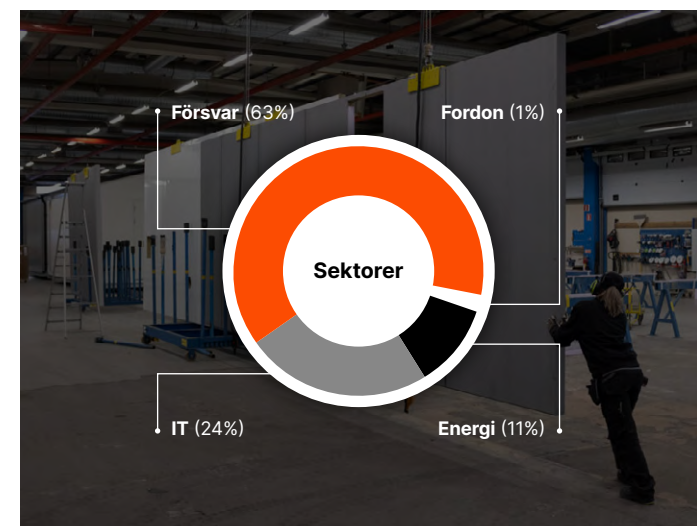 Försvar (63%)
Fordon (1%)
Sektorer
IT (24%)
Energi (11%)